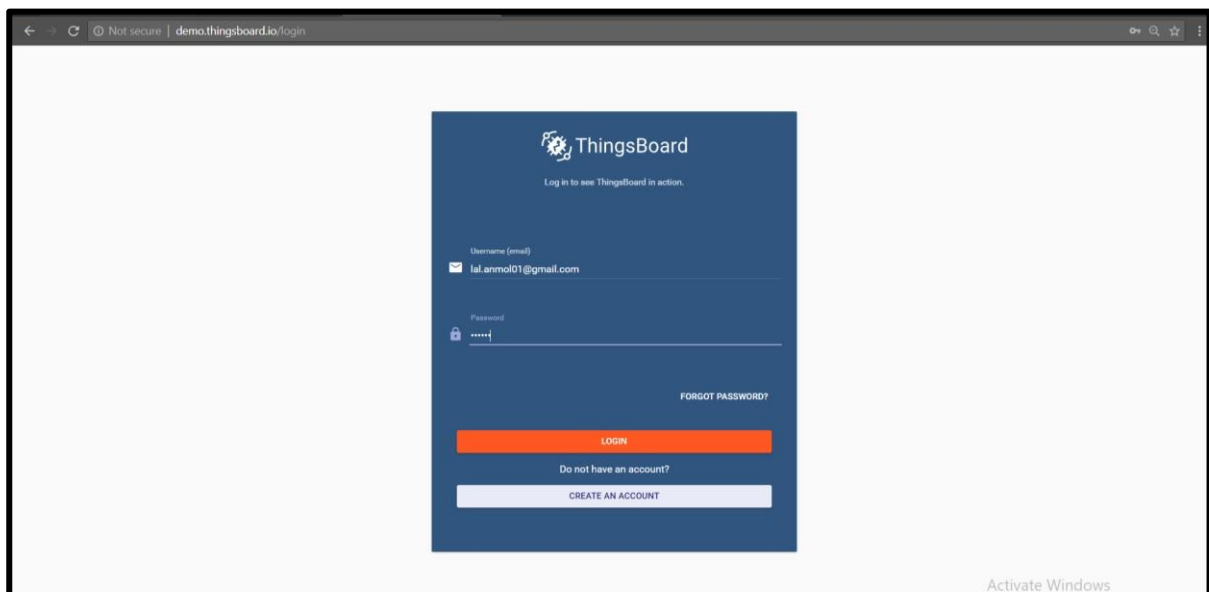 Not secure | demo.thingsboard.io/login
ThingsBoard
Log in to see ThingsBoard in action.
Username (email)
lal.anmol01@gmail.com
Password
••••••
FORGOT PASSWORD?
LOGIN
Do not have an account?
CREATE AN ACCOUNT
Activate Windows